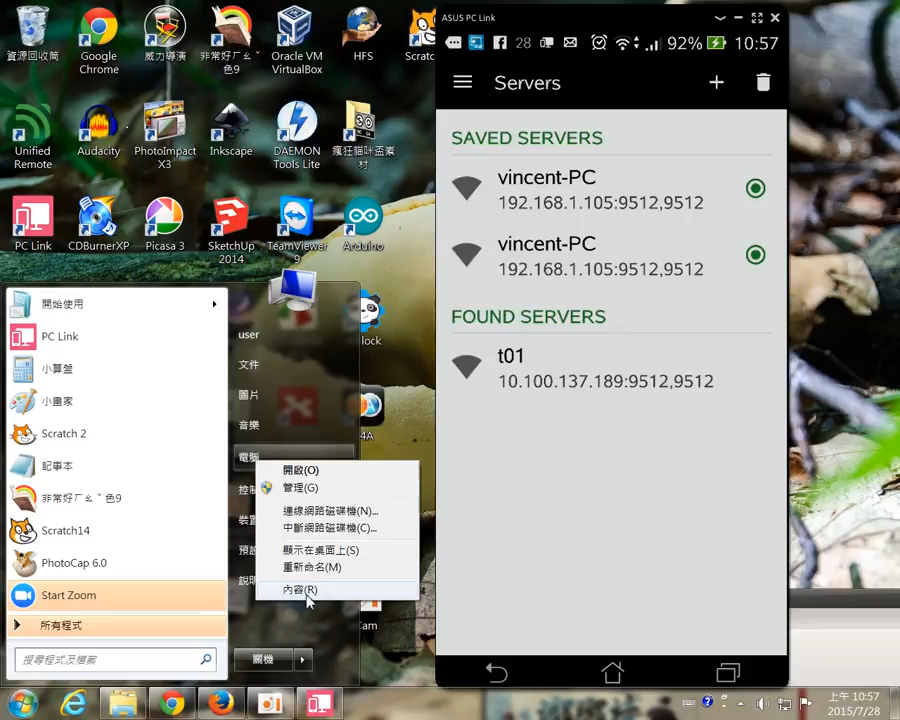 資源回收筒
Google
Chrome
威力導演
非常好ㄏㄠˇ
色9
Oracle VM
VirtualBox
HFS
Scratc
Unified
Remote
Audacity
PhotoImpact
X3
Inkscape
DAEMON
Tools Lite
瘋狂貓咪盃素
材
PC Link
CDBurnerXP
Picasa 3
SketchUp
2014
TeamViewer
9
Arduino
lock
4A
Cam
開始使用
PC Link
小算盤
小畫家
Scratch 2
記事本
非常好ㄏㄠˇ色9
Scratch14
PhotoCap 6.0
Start Zoom
所有程式
搜尋程式及檔案
user
文件
圖片
音樂
電腦
控制
裝置
預設
說明
關機
開啟(O)
管理(G)
連線網路磁碟機(N)...
中斷網路磁碟機(C)...
顯示在桌面上(S)
重新命名(M)
內容(R)
ASUS PC Link
28
92%
10:57
Servers
SAVED SERVERS
vincent-PC
192.168.1.105:9512,9512
vincent-PC
192.168.1.105:9512,9512
FOUND SERVERS
t01
10.100.137.189:9512,9512
上午 10:57
2015/7/28